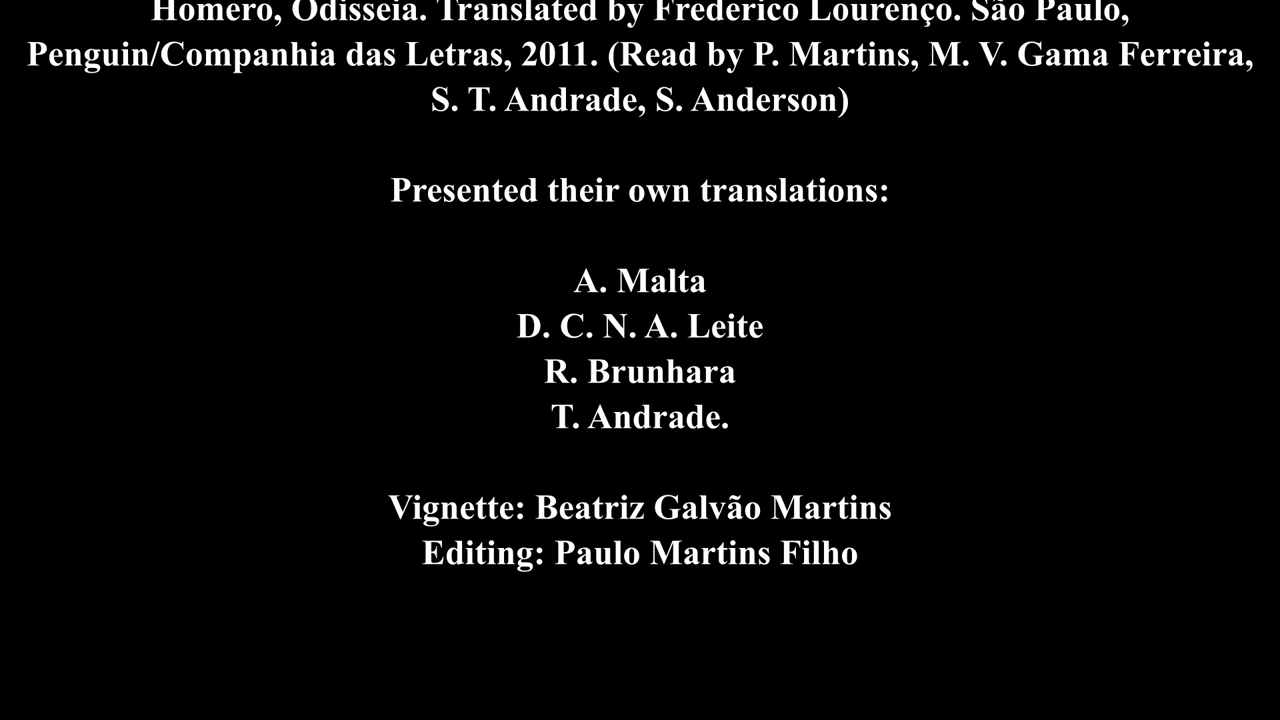 Homero, Odisseia. Translated by Frederico Lourenço. São Paulo,
Penguin/Companhia das Letras, 2011. (Read by P. Martins, M. V. Gama Ferreira,
S. T. Andrade, S. Anderson)
Presented their own translations:
A. Malta
D. C. N. A. Leite
R. Brunhara
T. Andrade.
Vignette: Beatriz Galvão Martins
Editing: Paulo Martins Filho